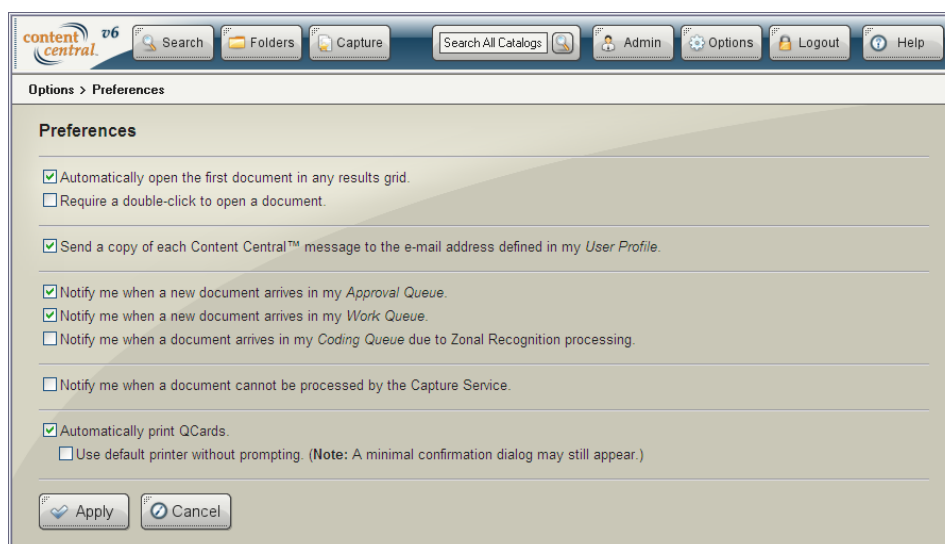 content central. v6
Search
Folders
Capture
Search All Catalogs
Admin
Options
Logout
Help
Options > Preferences
Preferences
Automatically open the first document in any results grid.
Require a double-click to open a document.
Send a copy of each Content Central™ message to the e-mail address defined in my User Profile.
Notify me when a new document arrives in my Approval Queue.
Notify me when a new document arrives in my Work Queue.
Notify me when a document arrives in my Coding Queue due to Zonal Recognition processing.
Notify me when a document cannot be processed by the Capture Service.
Automatically print QCards.
Use default printer without prompting. (Note: A minimal confirmation dialog may still appear.)
Apply
Cancel